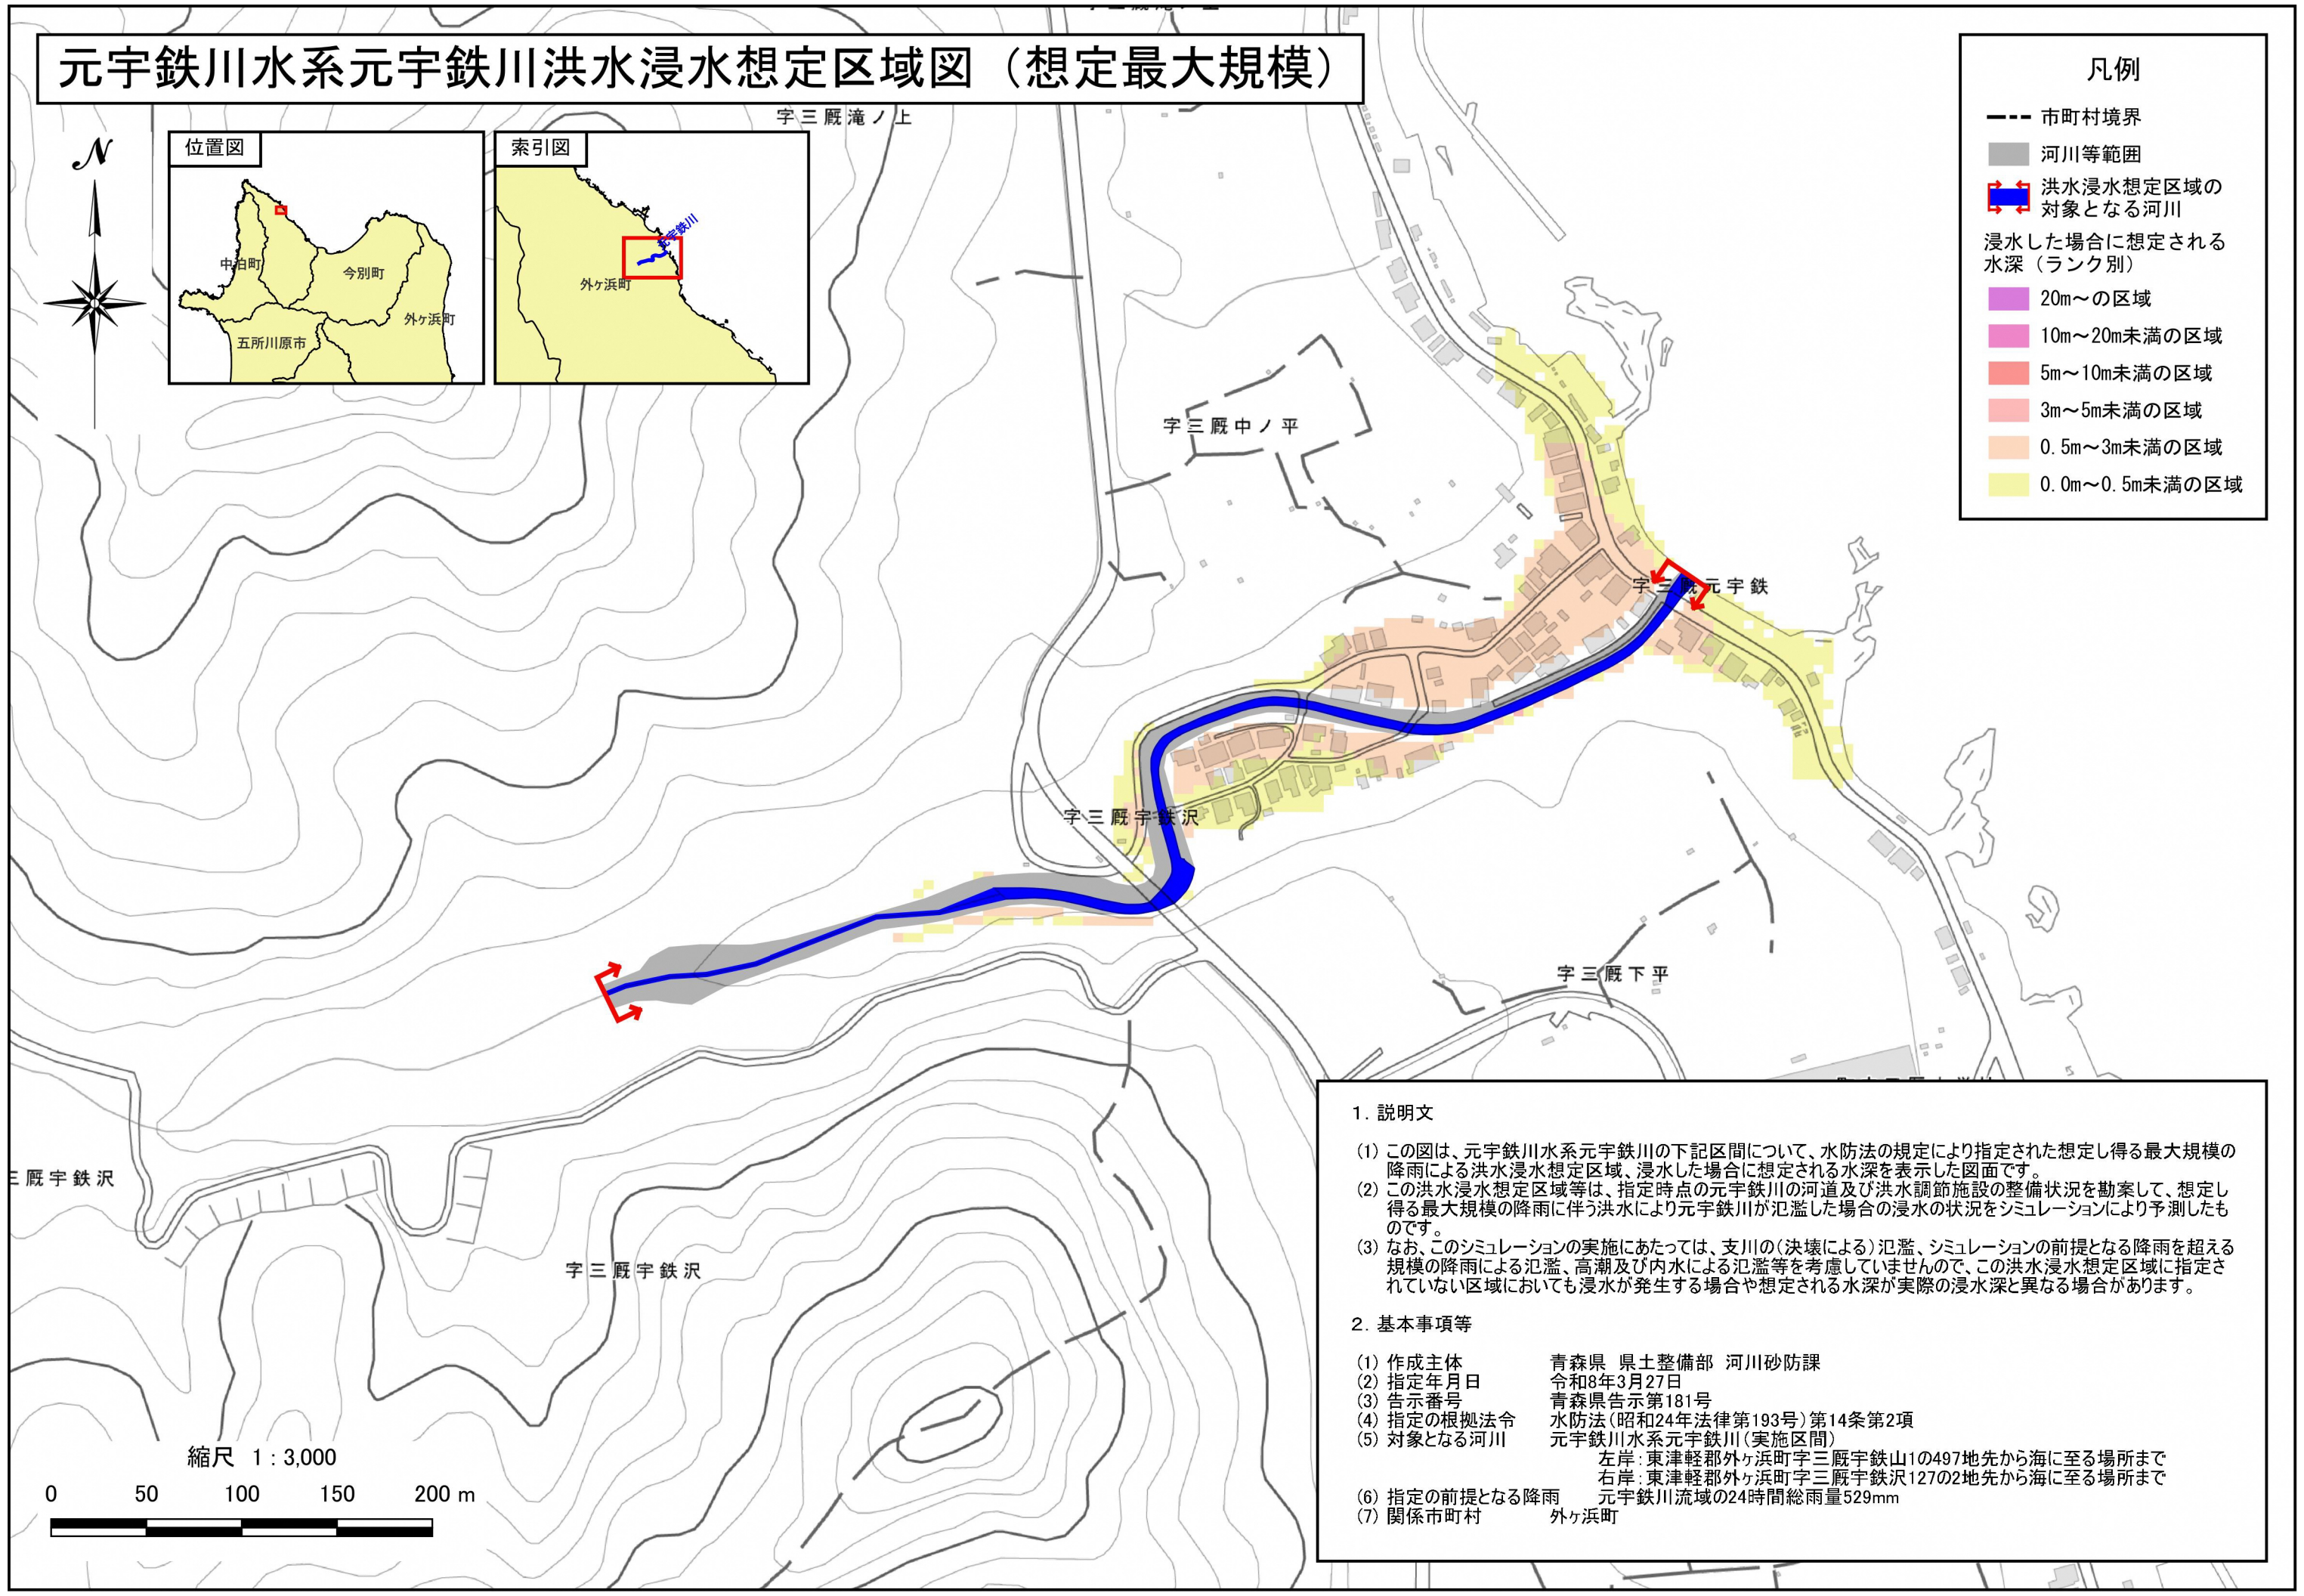 元宇鉄川水系元宇鉄川洪水浸水想定区域図（想定最大規模）
字三厩滝ノ上
N
位置図
中泊町
今別町
外ヶ浜町
五所川原市
索引図
元宇鉄川
外ヶ浜町
凡例
市町村境界
河川等範囲
洪水浸水想定区域の
対象となる河川
浸水した場合に想定される
水深（ランク別）
20m～の区域
10m～20m未満の区域
5m～10m未満の区域
3m～5m未満の区域
0.5m～3m未満の区域
0.0m～0.5m未満の区域
字三厩中ノ平
字三厩元宇鉄
字三厩宇鉄沢
字三厩下平
三厩宇鉄沢
字三厩宇鉄沢
縮尺 1：3,000
0 50 100 150 200 m
1. 説明文
(1) この図は、元宇鉄川水系元宇鉄川の下記区間について、水防法の規定により指定された想定し得る最大規模の
降雨による洪水浸水想定区域、浸水した場合に想定される水深を表示した図面です。
(2) この洪水浸水想定区域等は、指定時点の元宇鉄川の河道及び洪水調節施設の整備状況を勘案して、想定し
得る最大規模の降雨に伴う洪水により元宇鉄川が氾濫した場合の浸水の状況をシミュレーションにより予測したも
のです。
(3) なお、このシミュレーションの実施にあたっては、支川の（決壊による）氾濫、シミュレーションの前提となる降雨を超える
規模の降雨による氾濫、高潮及び内水による氾濫等を考慮していませんので、この洪水浸水想定区域に指定さ
れていない区域においても浸水が発生する場合や想定される水深が実際の浸水深と異なる場合があります。
2. 基本事項等
(1) 作成主体 青森県 県土整備部 河川砂防課
(2) 指定年月日 令和8年3月27日
(3) 告示番号 青森県告示第181号
(4) 指定の根拠法令 水防法（昭和24年法律第193号）第14条第2項
(5) 対象となる河川 元宇鉄川水系元宇鉄川（実施区間）
左岸：東津軽郡外ヶ浜町字三厩宇鉄山1の497地先から海に至る場所まで
右岸：東津軽郡外ヶ浜町字三厩宇鉄沢127の2地先から海に至る場所まで
(6) 指定の前提となる降雨 元宇鉄川流域の24時間総雨量529mm
(7) 関係市町村 外ヶ浜町